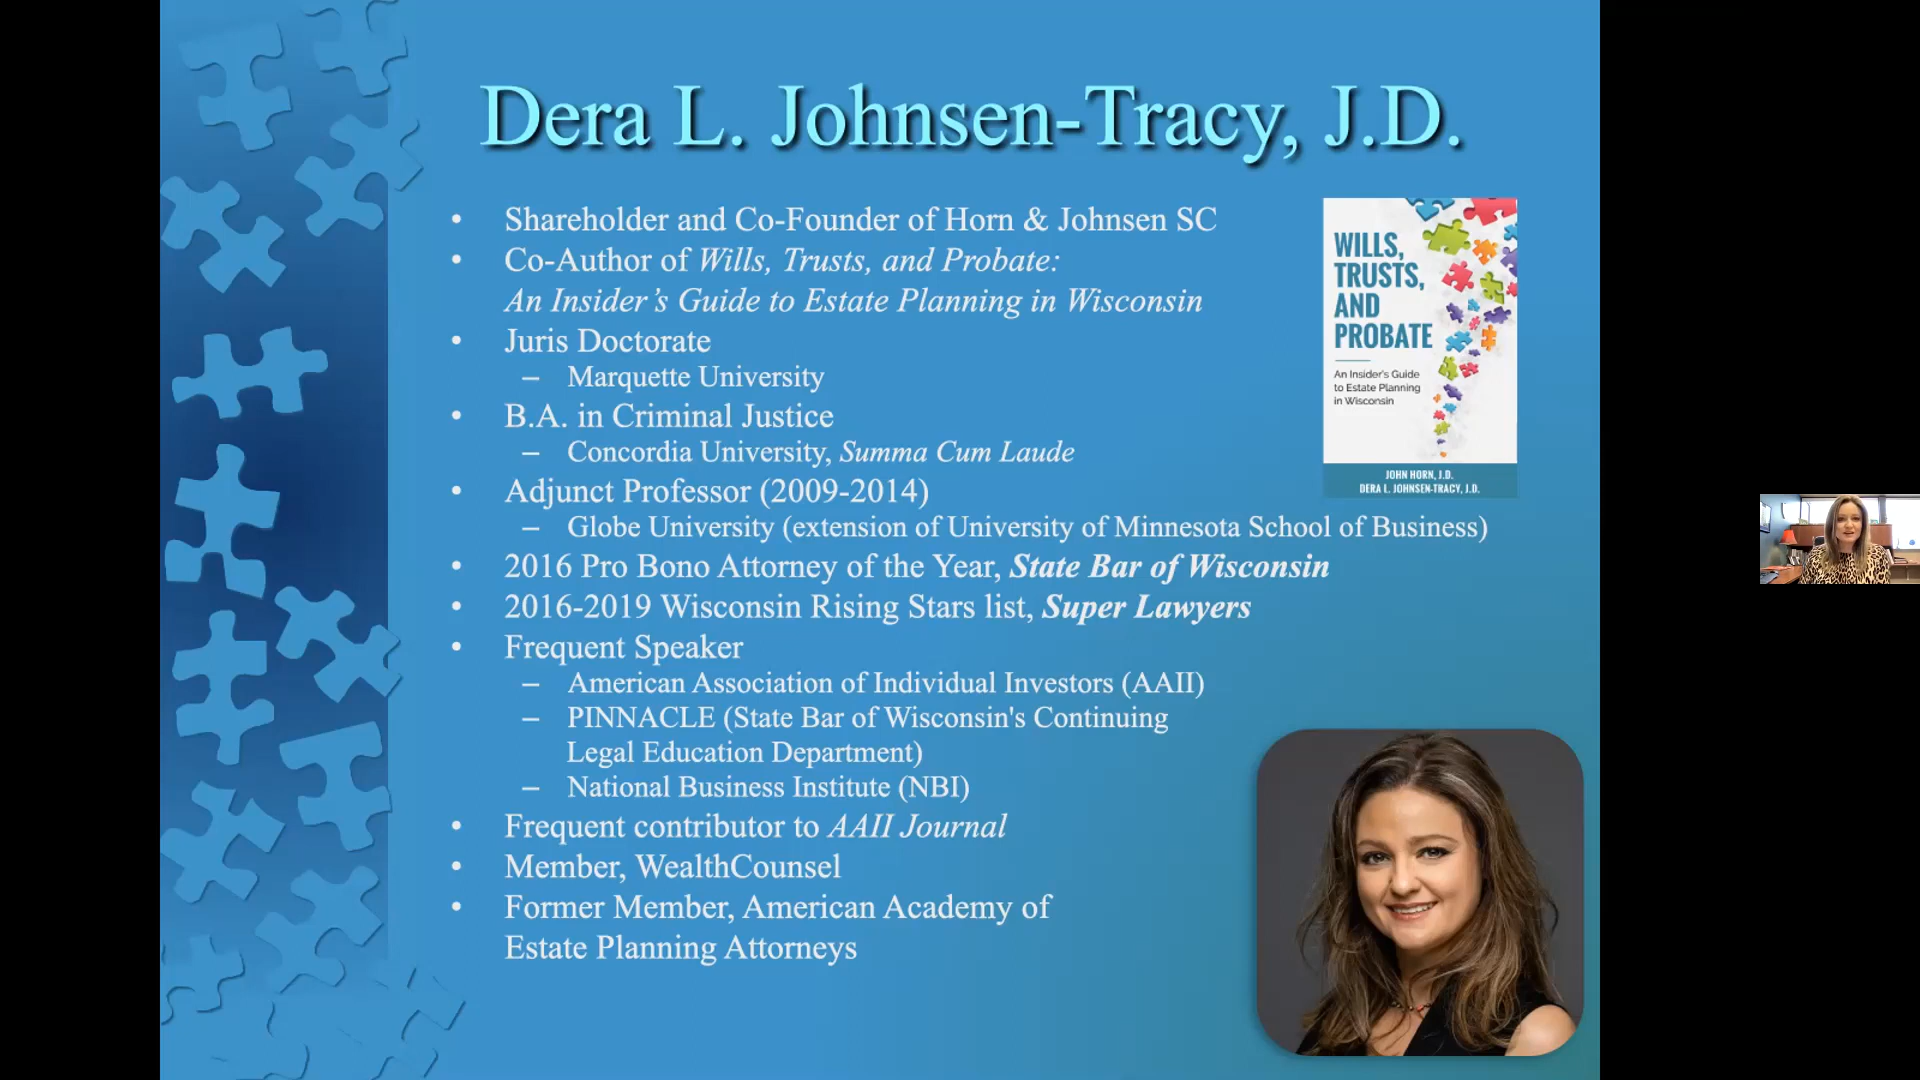 Dera L. Johnsen-Tracy, J.D.
• Shareholder and Co-Founder of Horn & Johnsen SC
• Co-Author of Wills, Trusts, and Probate:
An Insider's Guide to Estate Planning in Wisconsin
• Juris Doctorate
– Marquette University
• B.A. in Criminal Justice
– Concordia University, Summa Cum Laude
• Adjunct Professor (2009-2014)
– Globe University (extension of University of Minnesota School of Business)
• 2016 Pro Bono Attorney of the Year, State Bar of Wisconsin
• 2016-2019 Wisconsin Rising Stars list, Super Lawyers
• Frequent Speaker
– American Association of Individual Investors (AAII)
– PINNACLE (State Bar of Wisconsin's Continuing
Legal Education Department)
– National Business Institute (NBI)
• Frequent contributor to AAII Journal
• Member, WealthCounsel
• Former Member, American Academy of
Estate Planning Attorneys
WILLS,
TRUSTS,
AND
PROBATE
An Insider's Guide
to Estate Planning
in Wisconsin
JOHN HORN, J.D.
DERA L. JOHNSEN-TRACY, J.D.